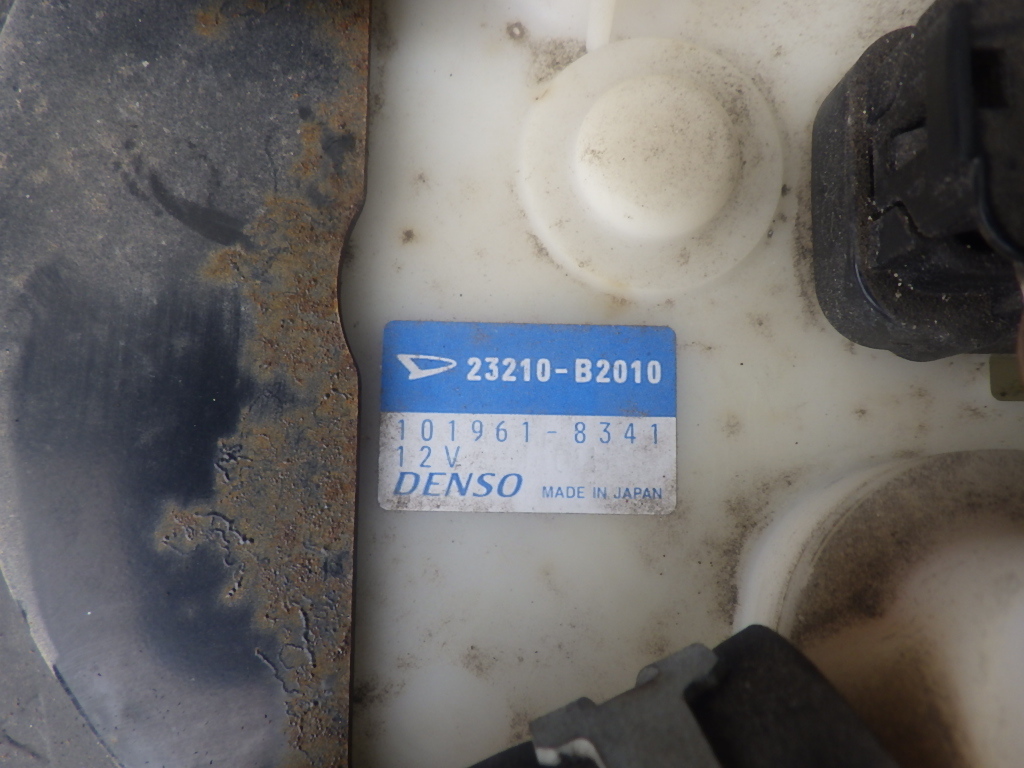 23210-B2010
101961-8341
12V
DENSO MADE IN JAPAN